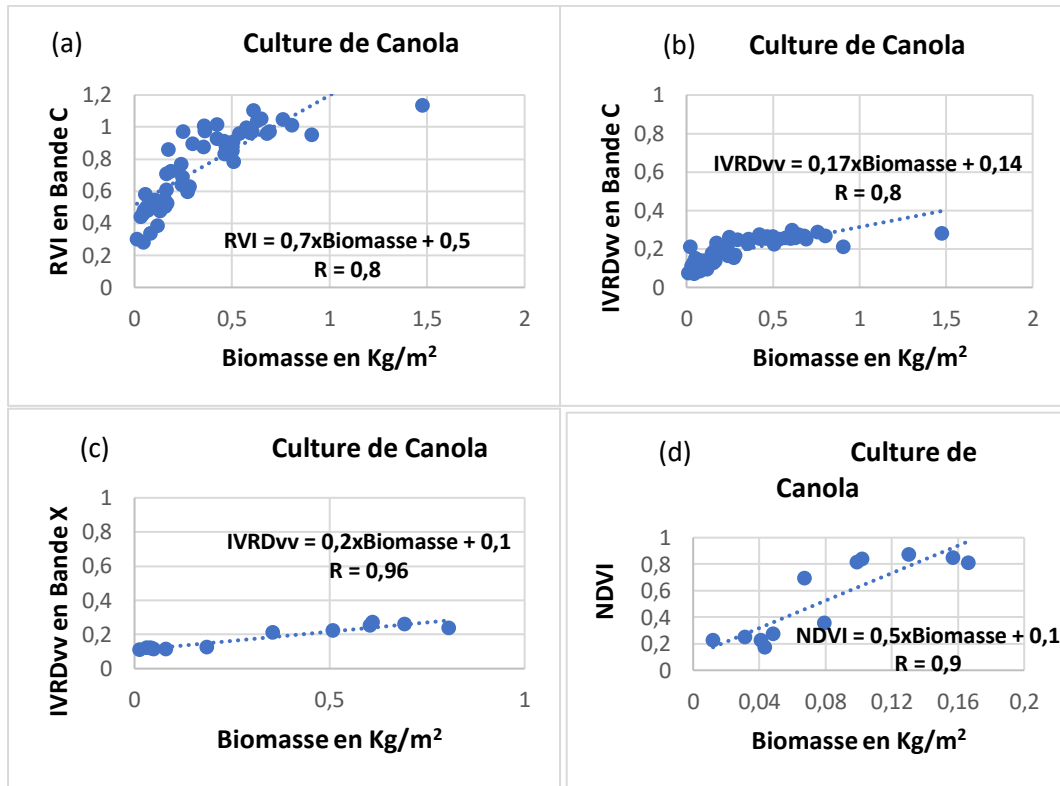 (a) Culture de Canola
RVI en Bande C
1,2
1
0,8
0,6
0,4
0,2
0
RVI = 0,7xBiomasse + 0,5
R = 0,8
0 0,5 1 1,5 2
Biomasse en Kg/m²
(b) Culture de Canola
IVRDvv en Bande C
1
0,8
0,6
0,4
0,2
0
IVRDvv = 0,17xBiomasse + 0,14
R = 0,8
0 0,5 1 1,5 2
Biomasse en Kg/m²
(c) Culture de Canola
IVRDvv en Bande X
1
0,8
0,6
0,4
0,2
0
IVRDvv = 0,2xBiomasse + 0,1
R = 0,96
0 0,5 1
Biomasse en Kg/m²
(d) Culture de
Canola
NDVI
1
0,8
0,6
0,4
0,2
0
NDVI = 0,5xBiomasse + 0,1
R = 0,9
0 0,04 0,08 0,12 0,16 0,2
Biomasse en Kg/m²